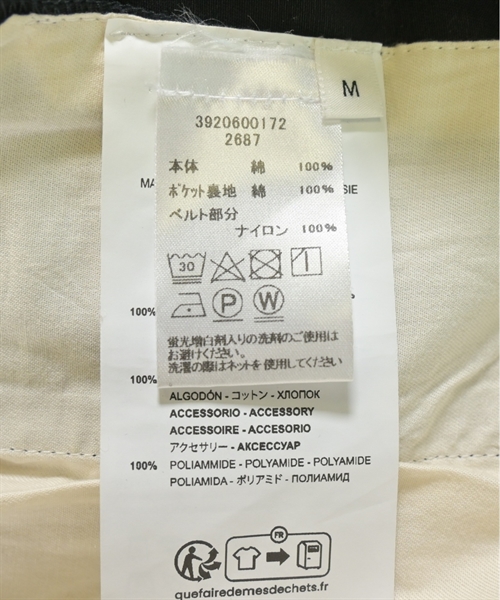 M
3920600172
2687
本体 綿 100%
ポケット裏地 綿 100%
ベルト部分
ナイロン 100%
30
P W
蛍光増白剤入りの洗剤のご使用は
お避けください。
洗濯の際はネットを使用してください
MA
SIE
100%
100%
ALGODÓN - コットン - ХЛОПОК
ACCESSORIO - ACCESSORY
ACCESSOIRE - ACCESORIO
アクセサリー - АКСЕССУАР
100% POLIAMMIDE - POLYAMIDE - POLYAMIDE
POLIAMIDA - ポリアミド - ПОЛИАМИД
FR
quefairedemesdechets.fr